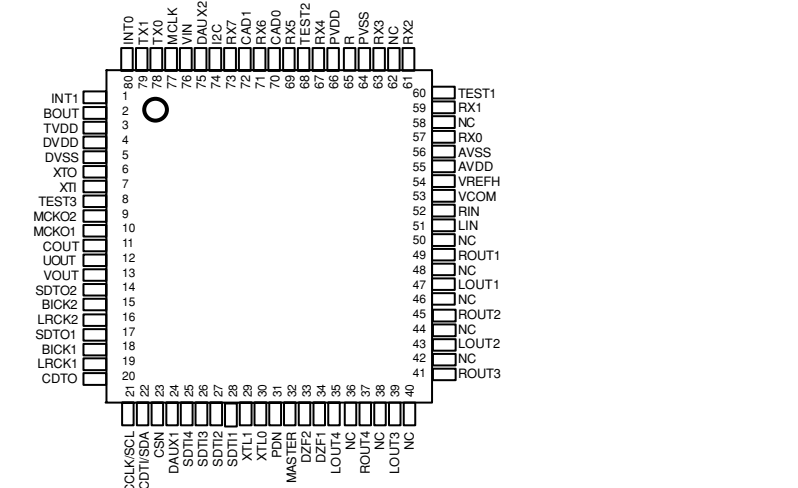 INT0
TX1
TX0
MCLK
VIN
DAUX2
I2C
RX7
CAD1
RX6
CAD0
RX5
TEST2
RX4
PVDD
R
PVSS
RX3
NC
RX2
80
79
78
77
76
75
74
73
72
71
70
69
68
67
66
65
64
63
62
61
INT1 1
BOUT 2
TVDD 3
DVDD 4
DVSS 5
XTO 6
XTI 7
TEST3 8
MCKO2 9
MCKO1 10
COUT 11
UOUT 12
VOUT 13
SDTO2 14
BICK2 15
LRCK2 16
SDTO1 17
BICK1 18
LRCK1 19
CDTO 20
60 TEST1
59 RX1
58 NC
57 RX0
56 AVSS
55 AVDD
54 VREFH
53 VCOM
52 RIN
51 LIN
50 NC
49 ROUT1
48 NC
47 LOUT1
46 NC
45 ROUT2
44 NC
43 LOUT2
42 NC
41 ROUT3
21
22
23
24
25
26
27
28
29
30
31
32
33
34
35
36
37
38
39
40
CCLK/SCL
CDTI/SDA
CSN
DAUX1
SDTI4
SDTI3
SDTI2
SDTI1
XTL1
XTL0
PDN
MASTER
DZF2
DZF1
LOUT4
NC
ROUT4
NC
LOUT3
NC